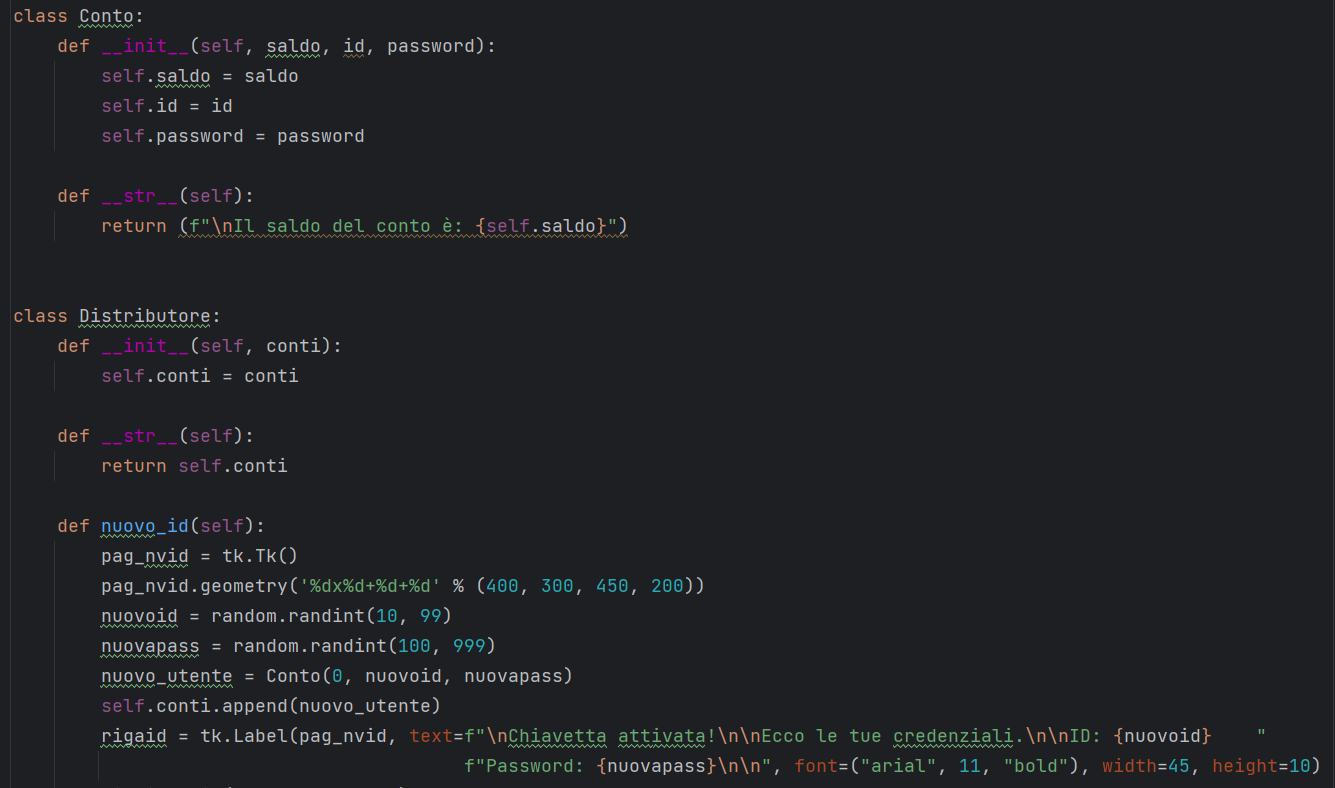 class Conto:
    def __init__(self, saldo, id, password):
        self.saldo = saldo
        self.id = id
        self.password = password
    def __str__(self):
        return (f"\nIl saldo del conto è: {self.saldo}")
class Distributore:
    def __init__(self, conti):
        self.conti = conti
    def __str__(self):
        return self.conti
    def nuovo_id(self):
        pag_nvid = tk.Tk()
        pag_nvid.geometry('%dx%d+%d+%d' % (400, 300, 450, 200))
        nuovoid = random.randint(10, 99)
        nuovapass = random.randint(100, 999)
        nuovo_utente = Conto(0, nuovoid, nuovapass)
        self.conti.append(nuovo_utente)
        rigaid = tk.Label(pag_nvid, text=f"\nChiavetta attivata!\n\nEcco le tue credenziali.\n\nID: {nuovoid}    "
                                         f"Password: {nuovapass}\n\n", font=("arial", 11, "bold"), width=45, height=10)